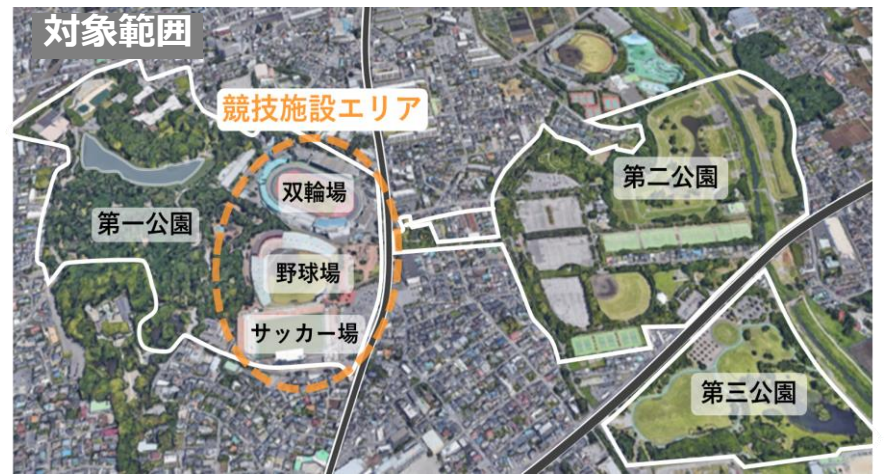 対象範囲
競技施設エリア
双輪場
第一公園
野球場
サッカー場
第二公園
第三公園